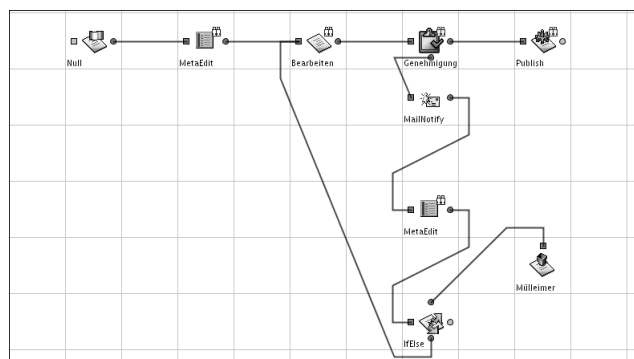 Null
MetaEdit
Bearbeiten
Genehmigung
Publish
MailNotify
MetaEdit
Mülleimer
IfElse